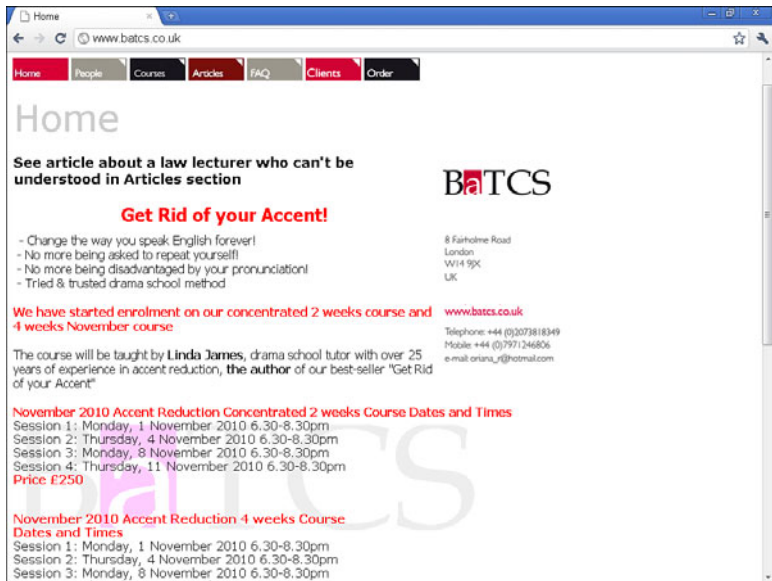 Home
www.batcs.co.uk
Home People Courses Articles FAQ Clients Order
Home
See article about a law lecturer who can't be
understood in Articles section
Get Rid of your Accent!
- Change the way you speak English forever!
- No more being asked to repeat yourself!
- No more being disadvantaged by your pronunciation!
- Tried & trusted drama school method
We have started enrolment on our concentrated 2 weeks course and
4 weeks November course
The course will be taught by Linda James, drama school tutor with over 25
years of experience in accent reduction, the author of our best-seller "Get Rid
of your Accent"
November 2010 Accent Reduction Concentrated 2 weeks Course Dates and Times
Session 1: Monday, 1 November 2010 6.30-8.30pm
Session 2: Thursday, 4 November 2010 6.30-8.30pm
Session 3: Monday, 8 November 2010 6.30-8.30pm
Session 4: Thursday, 11 November 2010 6.30-8.30pm
Price £250
BaTCS
November 2010 Accent Reduction 4 weeks Course
Dates and Times
Session 1: Monday, 1 November 2010 6.30-8.30pm
Session 2: Thursday, 4 November 2010 6.30-8.30pm
Session 3: Monday, 8 November 2010 6.30-8.30pm
BaTCS
8 Fairholme Road
London
W14 9JX
UK
www.batcs.co.uk
Telephone: +44 (0)2073818349
Mobile: +44 (0)7971246806
e-mail: oriana_r@hotmail.com